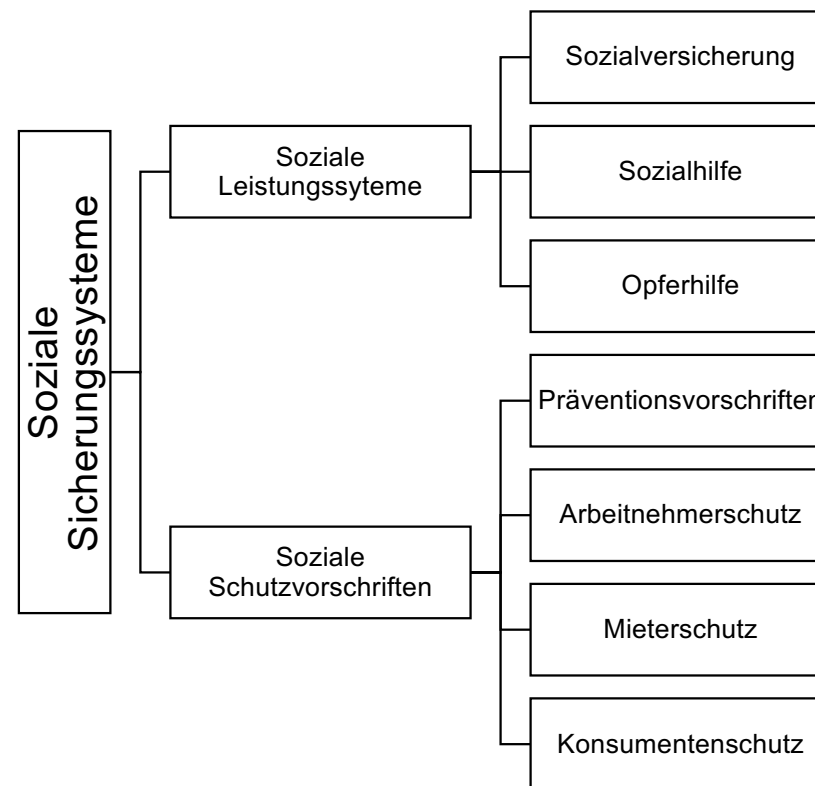 Soziale
Sicherungssysteme
Soziale
Leistungssyteme
Sozialversicherung
Sozialhilfe
Opferhilfe
Soziale
Schutzvorschriften
Präventionsvorschriften
Arbeitnehmerschutz
Mieterschutz
Konsumentenschutz